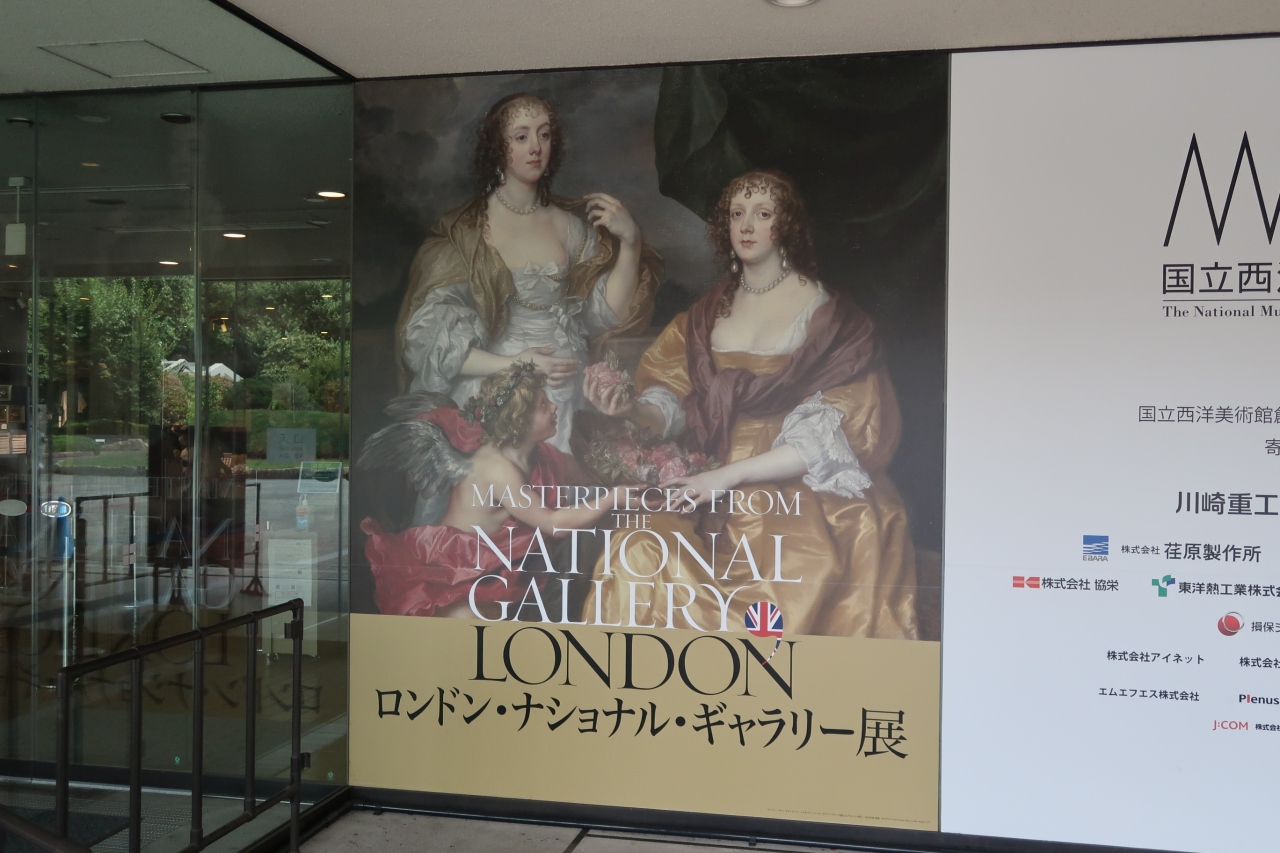 MASTERPIECES FROM
THE
NATIONAL
GALLERY,
LONDON
ロンドン・ナショナル・ギャラリー展
国立西
The National Mu
国立西洋美術館
寄
川崎重工
EBARA 株式会社 荏原製作所
株式会社 協栄
東洋熱工業株式会
損保ジ
株式会社アイネット
株式会
エムエフエス株式会社
Plenus
J:COM 株式会